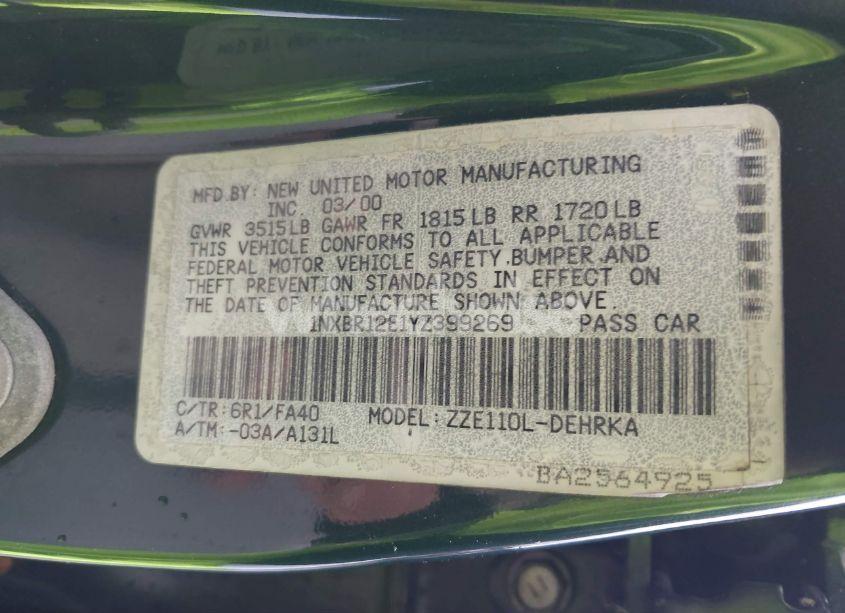 MFD.BY: NEW UNITED MOTOR MANUFACTURING
INC. 03/00
GVWR 3515LB GAWR FR 1815LB RR 1720LB
THIS VEHICLE CONFORMS TO ALL APPLICABLE
FEDERAL MOTOR VEHICLE SAFETY.BUMPER AND
THEFT PREVENTION STANDARDS IN EFFECT ON
THE DATE OF MANUFACTURE SHOWN ABOVE.
1NXBR12E1YZ399269 PASS CAR
C/TR:6R1/FA40 MODEL:ZZE110L-DEHRKA
A/TM:-03A/A131L
BA2564925